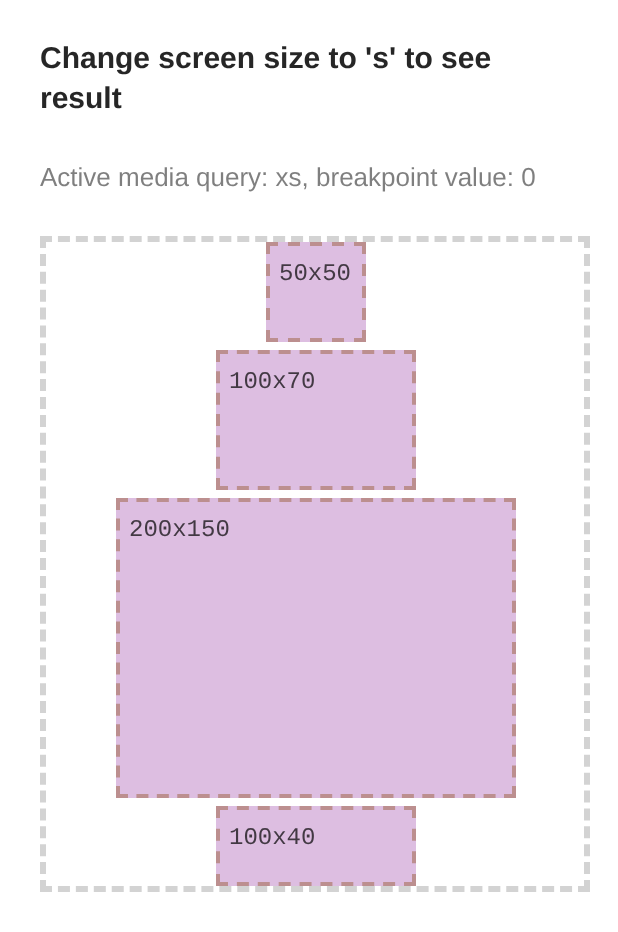 Change screen size to 's' to see
result
Active media query: xs, breakpoint value: 0
50x50
100x70
200x150
100x40